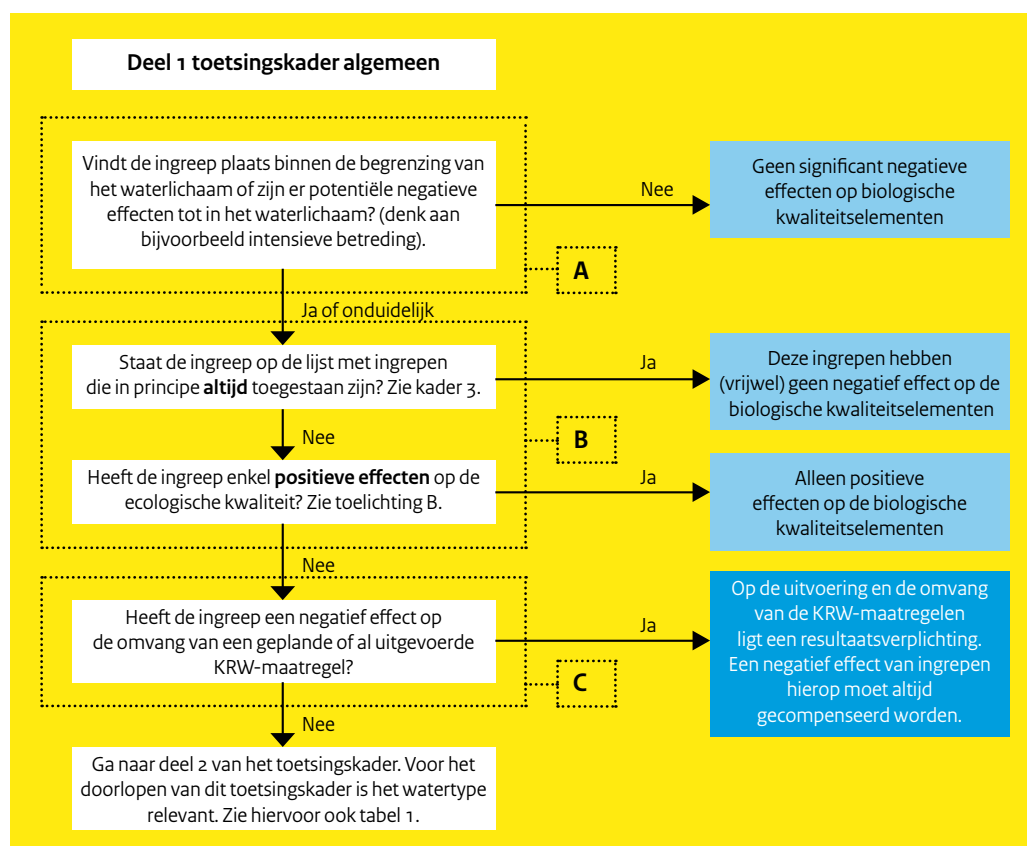 Deel 1 toetsingskader algemeen
Vindt de ingreep plaats binnen de begrenzing van
het waterlichaam of zijn er potentiële negatieve
effecten tot in het waterlichaam? (denk aan
bijvoorbeeld intensieve betreding).
Nee
Geen significant negatieve
effecten op biologische
kwaliteitselementen
A
Ja of onduidelijk
Staat de ingreep op de lijst met ingrepen
die in principe altijd toegestaan zijn? Zie kader 3.
Ja
Deze ingrepen hebben
(vrijwel) geen negatief effect op de
biologische kwaliteitselementen
Nee
B
Heeft de ingreep enkel positieve effecten op de
ecologische kwaliteit? Zie toelichting B.
Ja
Alleen positieve
effecten op de biologische
kwaliteitselementen
Nee
Heeft de ingreep een negatief effect op
de omvang van een geplande of al uitgevoerde
KRW-maatregel?
Ja
Op de uitvoering en de omvang
van de KRW-maatregelen
ligt een resultaatsverplichting.
Een negatief effect van ingrepen
hierop moet altijd
gecompenseerd worden.
C
Nee
Ga naar deel 2 van het toetsingskader. Voor het
doorlopen van dit toetsingskader is het watertype
relevant. Zie hiervoor ook tabel 1.